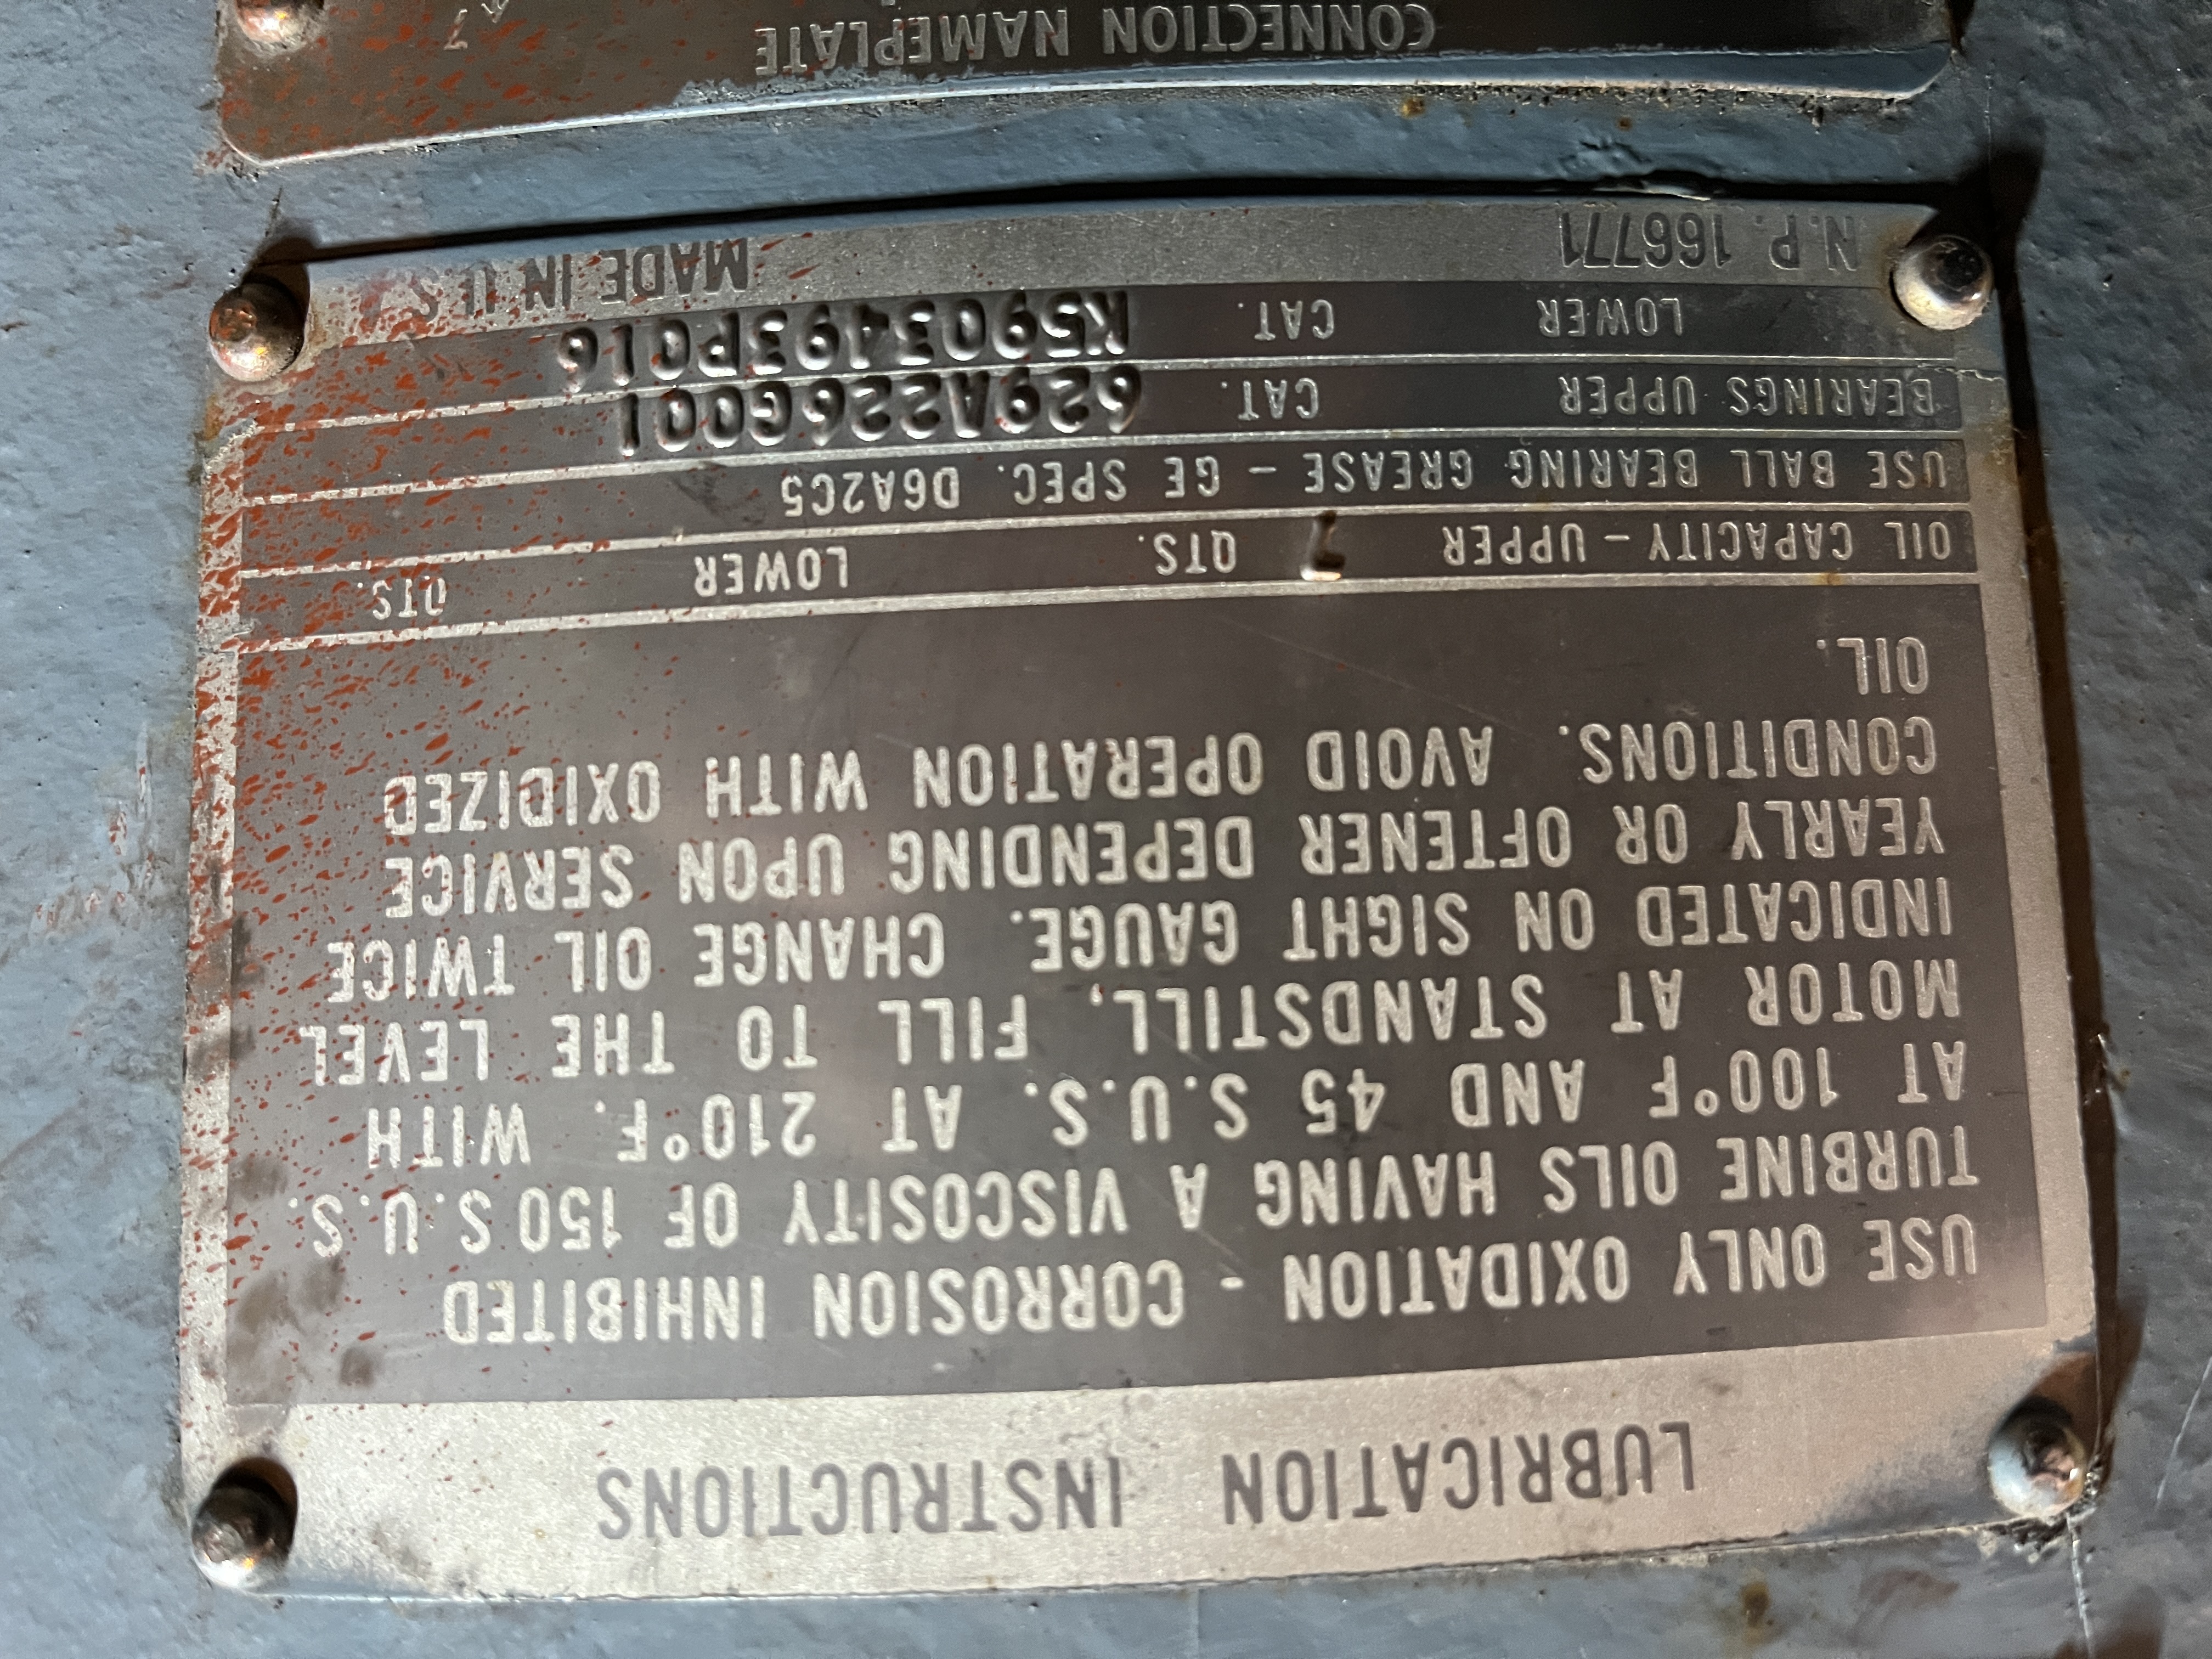 LUBRICATION INSTRUCTIONS
USE ONLY OXIDATION - CORROSION INHIBITED
TURBINE OILS HAVING A VISCOSITY OF 150 S.U.S.
AT 100°F AND 45 S.U.S. AT 210°F. WITH
MOTOR AT STANDSTILL, FILL TO THE LEVEL
INDICATED ON SIGHT GAUGE. CHANGE OIL TWICE
YEARLY OR OFTENER DEPENDING UPON SERVICE
CONDITIONS. AVOID OPERATION WITH OXIDIZED
OIL.
OIL CAPACITY - UPPER 7 QTS. LOWER QTS.
USE BALL BEARING GREASE - GE SPEC. D6A2C5
BEARINGS UPPER CAT. 629A226G001
LOWER CAT. K5903493P016
N.P. 166771 MADE IN U.S.
CONNECTION NAMEPLATE